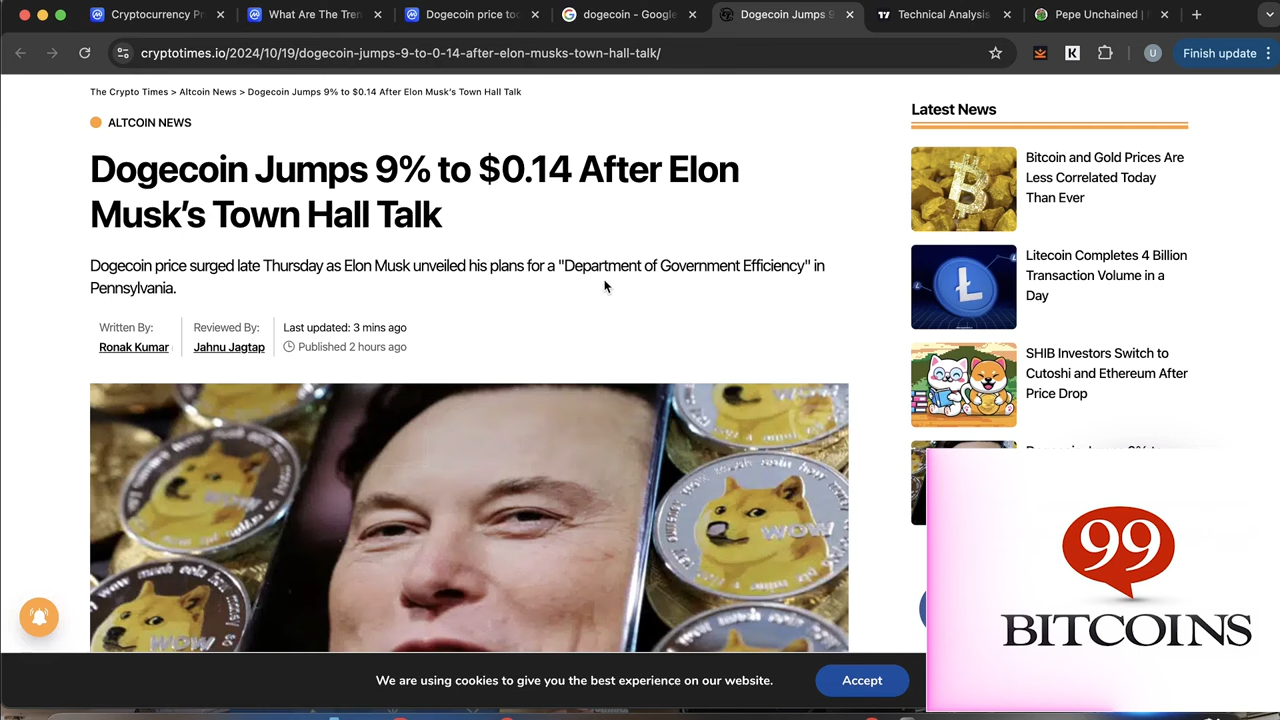 Cryptocurrency Pr
What Are The Tren
Dogecoin price too
dogecoin - Google
Dogecoin Jumps 9
Technical Analysis
Pepe Unchained |
cryptotimes.io/2024/10/19/dogecoin-jumps-9-to-0-14-after-elon-musks-town-hall-talk/
K
U
Finish update
The Crypto Times > Altcoin News > Dogecoin Jumps 9% to $0.14 After Elon Musk's Town Hall Talk
ALTCOIN NEWS
Dogecoin Jumps 9% to $0.14 After Elon
Musk's Town Hall Talk
Dogecoin price surged late Thursday as Elon Musk unveiled his plans for a "Department of Government Efficiency" in
Pennsylvania.
Written By:
Ronak Kumar
Reviewed By:
Jahnu Jagtap
Last updated: 3 mins ago
Published 2 hours ago
WOW
WOW
WOW
Latest News
Bitcoin and Gold Prices Are
Less Correlated Today
Than Ever
Litecoin Completes 4 Billion
Transaction Volume in a
Day
SHIB Investors Switch to
Cutoshi and Ethereum After
Price Drop
99
BITCOINS
We are using cookies to give you the best experience on our website.
Accept